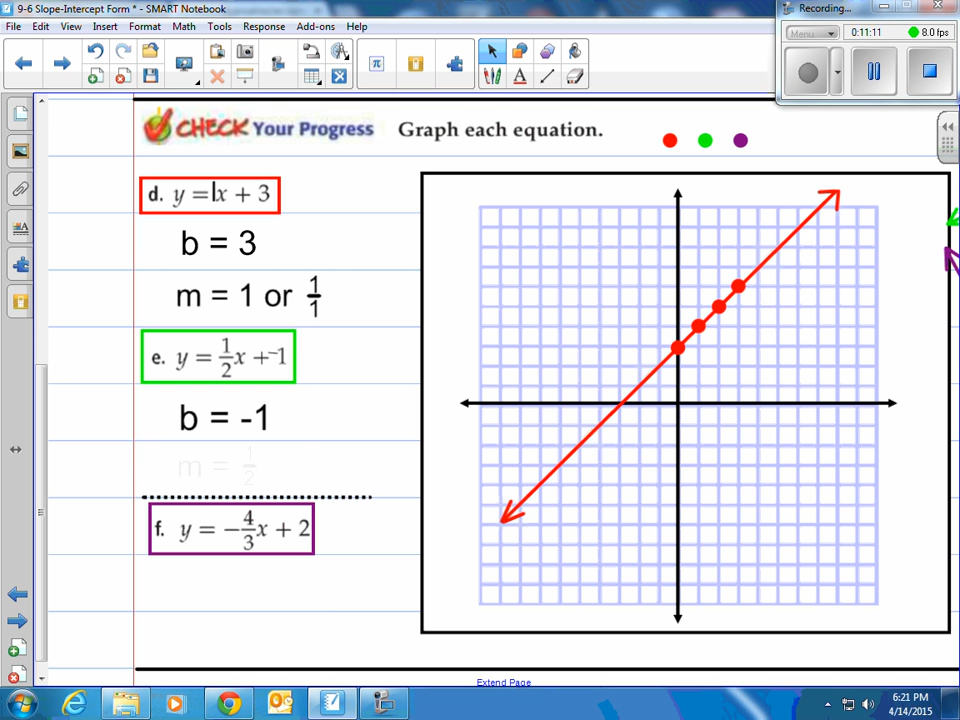 9-6 Slope-Intercept Form * - SMART Notebook
Recording...
File Edit View Insert Format Math Tools Response Add-ons Help
Menu 0:11:11 8.0 fps
π
A
CHECK Your Progress Graph each equation.
d. y = 1x + 3
b = 3
m = 1 or 1/1
e. y = 1/2x + -1
b = -1
m = 1/2
f. y = -4/3x + 2
Extend Page
6:21 PM
4/14/2015